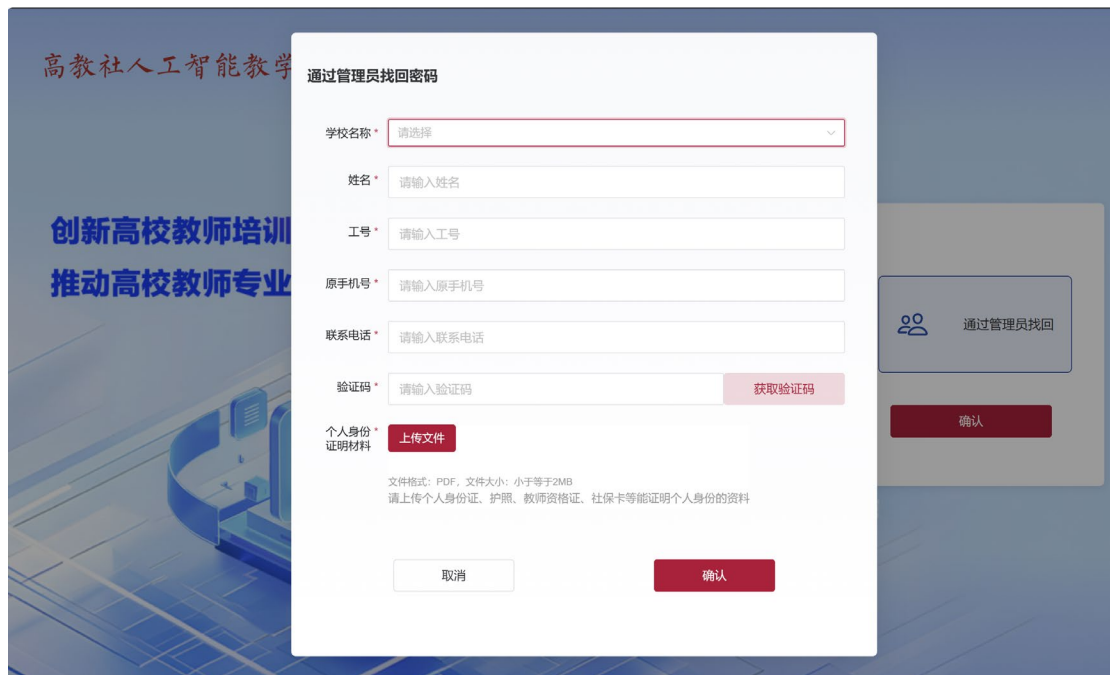 高教社人工智能教学
创新高校教师培训
推动高校教师专业
通过管理员找回密码
学校名称 * 请选择
姓名 * 请输入姓名
工号 * 请输入工号
原手机号 * 请输入原手机号
联系电话 * 请输入联系电话
验证码 * 请输入验证码 获取验证码
个人身份 *
证明材料
上传文件
文件格式：PDF，文件大小：小于等于2MB
请上传个人身份证、护照、教师资格证、社保卡等能证明个人身份的资料
取消 确认
通过管理员找回
确认